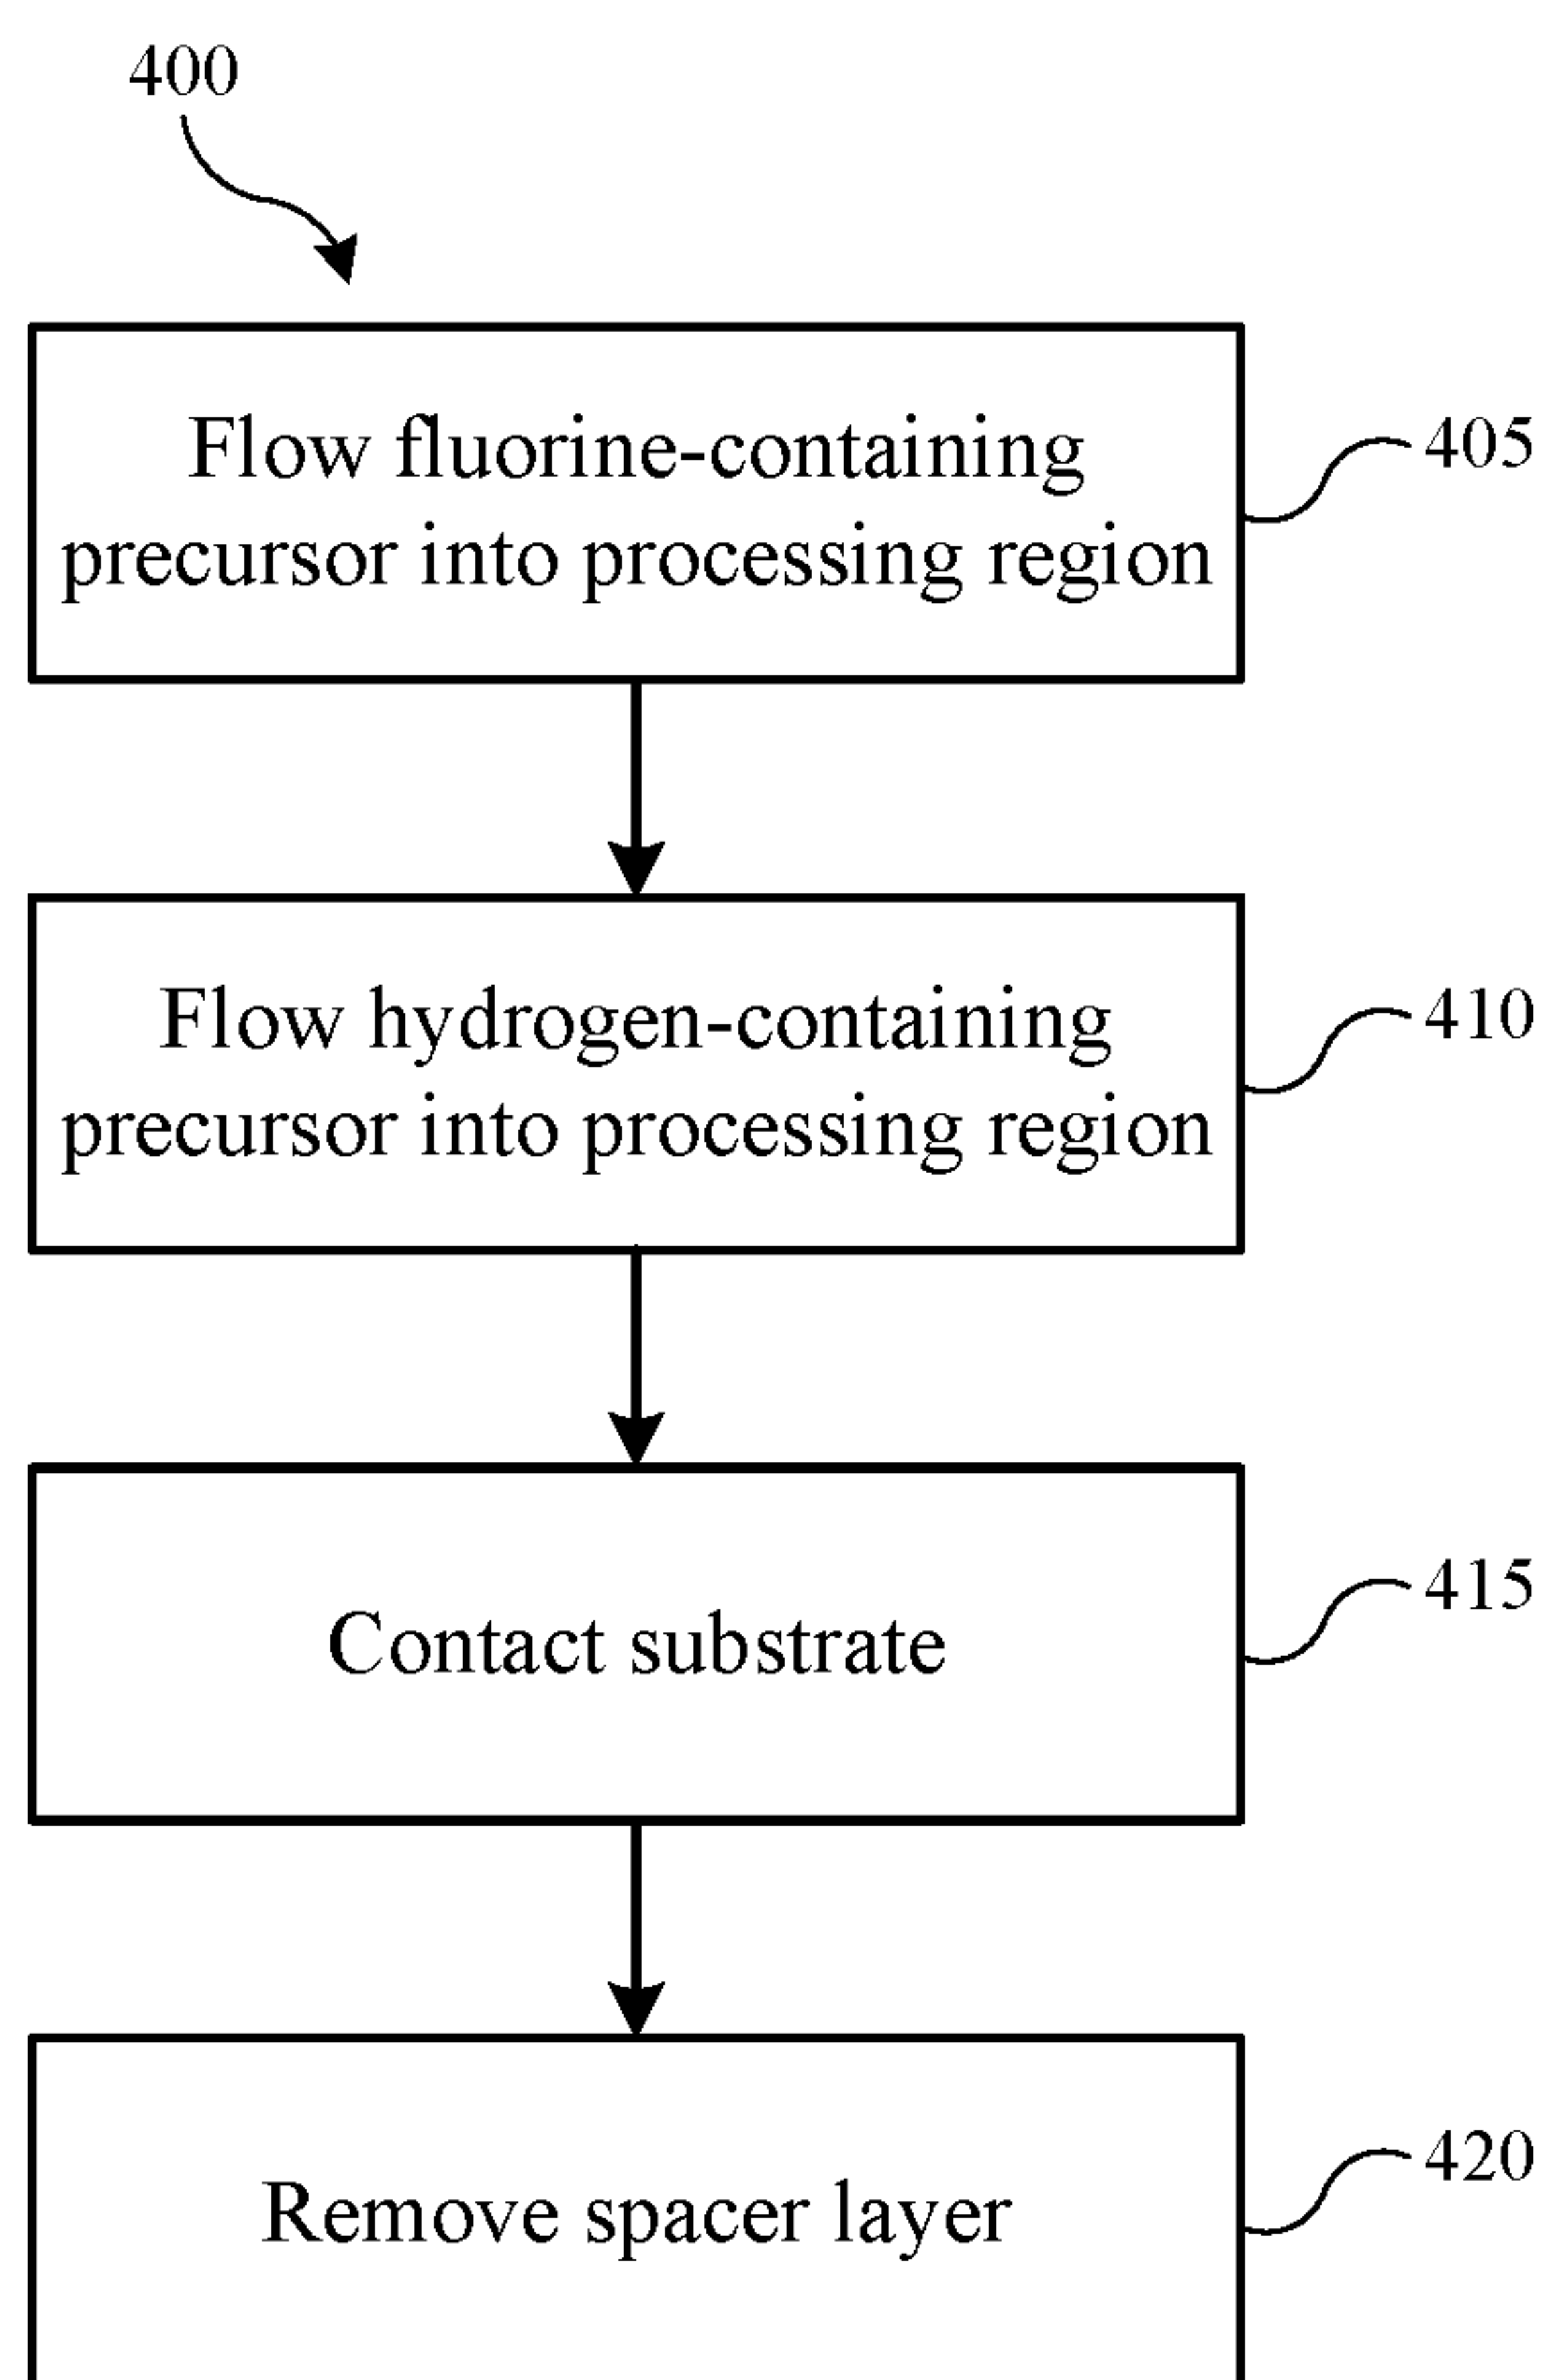 400
Flow fluorine-containing
precursor into processing region
405
Flow hydrogen-containing
precursor into processing region
410
Contact substrate
415
Remove spacer layer
420